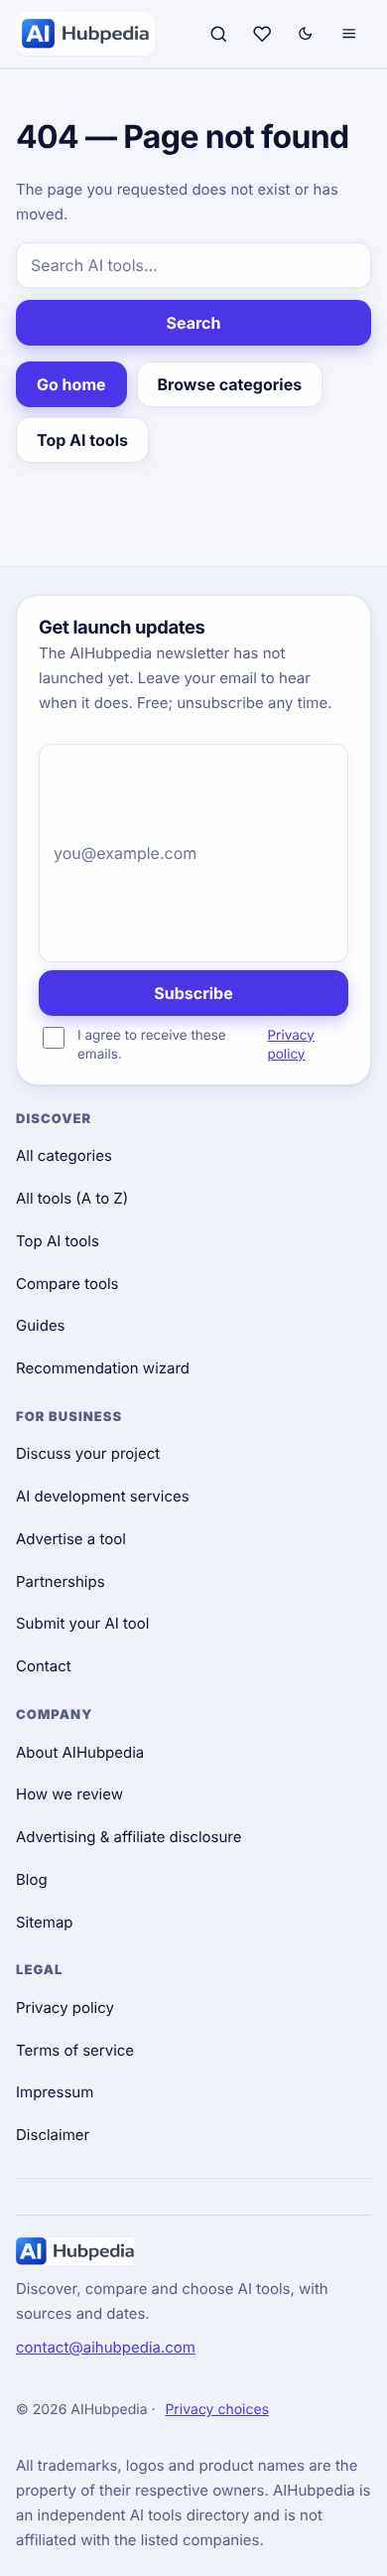 AI Hubpedia
404 — Page not found
The page you requested does not exist or has
moved.
Search AI tools...
Search
Go home
Browse categories
Top AI tools
Get launch updates
The AIHubpedia newsletter has not
launched yet. Leave your email to hear
when it does. Free; unsubscribe any time.
you@example.com
Subscribe
I agree to receive these
emails.
Privacy
policy
DISCOVER
All categories
All tools (A to Z)
Top AI tools
Compare tools
Guides
Recommendation wizard
FOR BUSINESS
Discuss your project
AI development services
Advertise a tool
Partnerships
Submit your AI tool
Contact
COMPANY
About AIHubpedia
How we review
Advertising & affiliate disclosure
Blog
Sitemap
LEGAL
Privacy policy
Terms of service
Impressum
Disclaimer
AI Hubpedia
Discover, compare and choose AI tools, with
sources and dates.
contact@aihubpedia.com
© 2026 AIHubpedia · Privacy choices
All trademarks, logos and product names are the
property of their respective owners. AIHubpedia is
an independent AI tools directory and is not
affiliated with the listed companies.